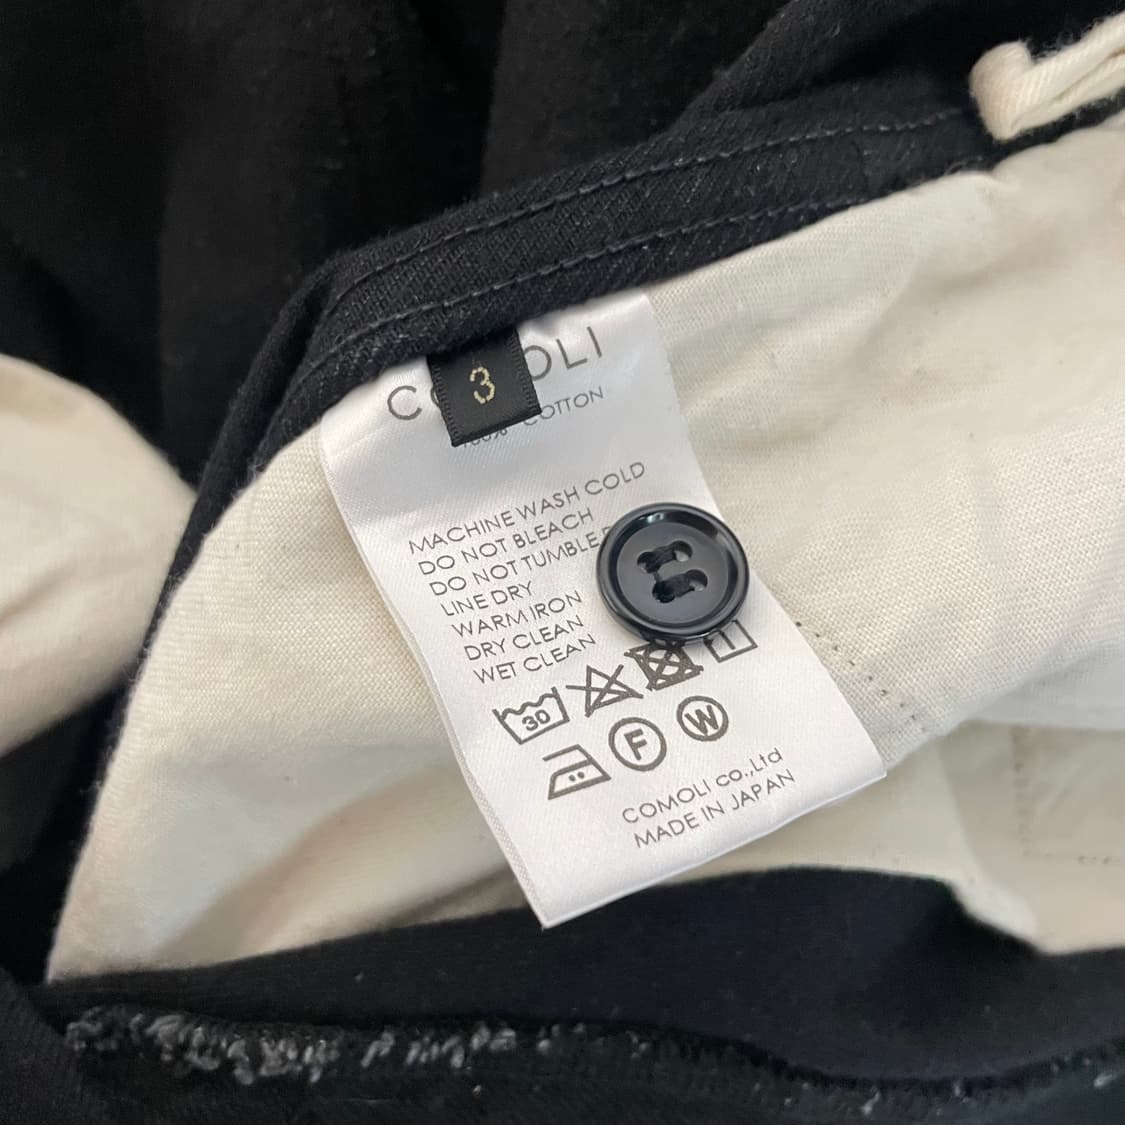 3
COTTON
MACHINE WASH COLD
DO NOT BLEACH
DO NOT TUMBLE
LINE DRY
WARM IRON
DRY CLEAN
WET CLEAN
30
F W
COMOLI co.,Ltd
MADE IN JAPAN